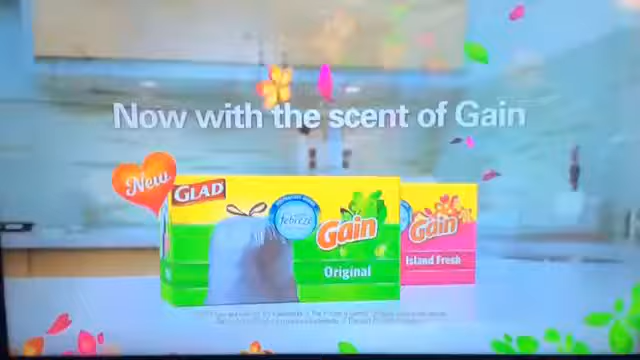 Now with the scent of Gain
New
GLAD
febreze
Gain
Original
Gain
Island Fresh